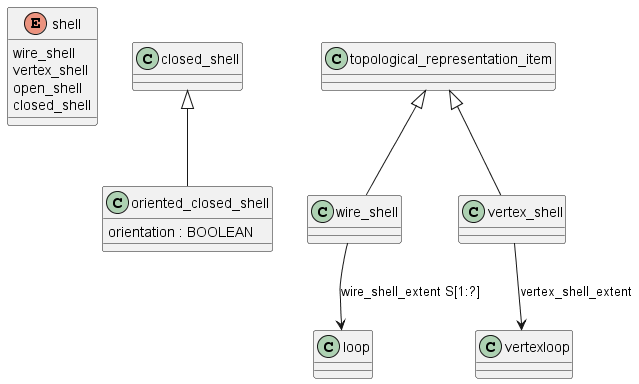 E shell
wire_shell
vertex_shell
open_shell
closed_shell
C closed_shell
C topological_representation_item
C oriented_closed_shell
orientation : BOOLEAN
C wire_shell
C vertex_shell
wire_shell_extent S[1:?]
vertex_shell_extent
C loop
C vertexloop